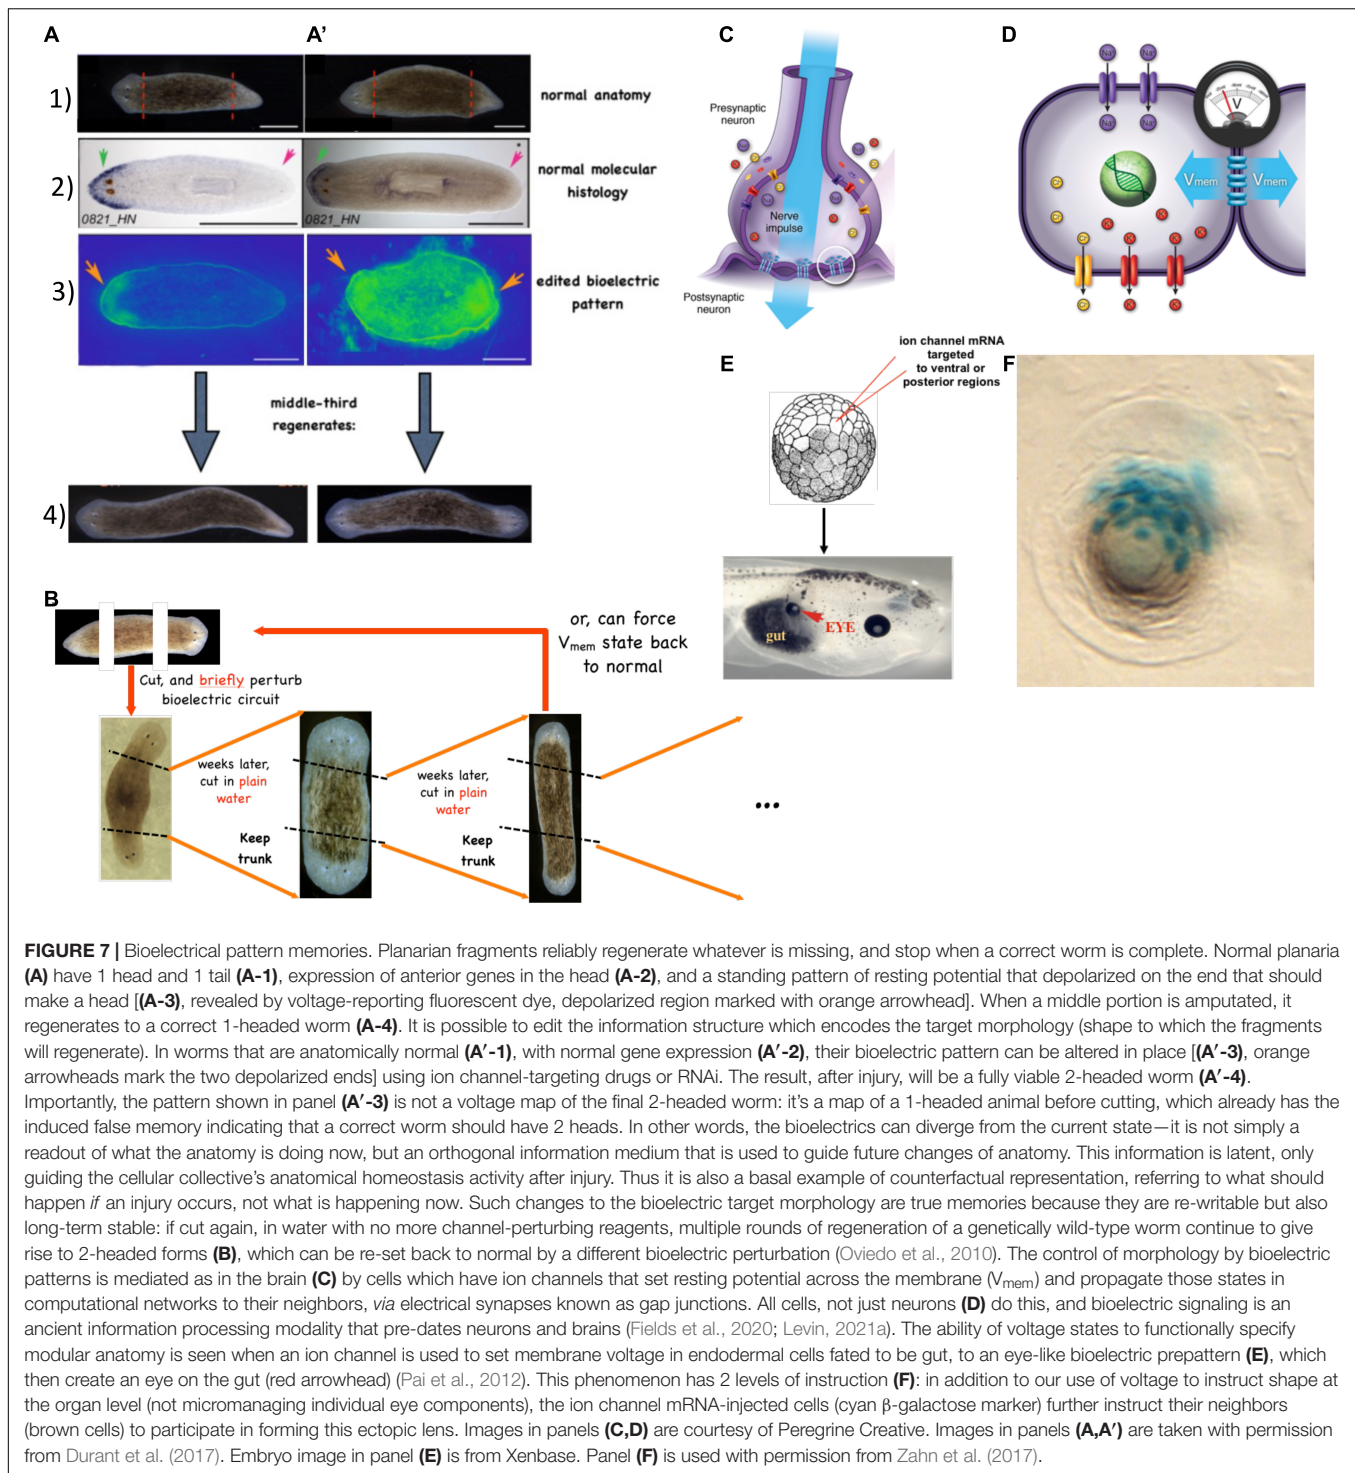 A
A'
1)
normal anatomy
2)
0821_HN
0821_HN
normal molecular
histology
3)
edited bioelectric
pattern
middle-third
regenerates:
4)
B
Cut, and briefly perturb
bioelectric circuit
or, can force
Vmem state back
to normal
weeks later,
cut in plain
water
Keep
trunk
weeks later,
cut in plain
water
Keep
trunk
...
C
Presynaptic
neuron
Nerve
impulse
Postsynaptic
neuron
D
V
Vmem
Vmem
E
ion channel mRNA
targeted
to ventral or
posterior regions
gut
EYE
F
FIGURE 7 | Bioelectrical pattern memories. Planarian fragments reliably regenerate whatever is missing, and stop when a correct worm is complete. Normal planaria
(A) have 1 head and 1 tail (A-1), expression of anterior genes in the head (A-2), and a standing pattern of resting potential that depolarized on the end that should
make a head [(A-3), revealed by voltage-reporting fluorescent dye, depolarized region marked with orange arrowhead]. When a middle portion is amputated, it
regenerates to a correct 1-headed worm (A-4). It is possible to edit the information structure which encodes the target morphology (shape to which the fragments
will regenerate). In worms that are anatomically normal (A′-1), with normal gene expression (A′-2), their bioelectric pattern can be altered in place [(A′-3), orange
arrowheads mark the two depolarized ends] using ion channel-targeting drugs or RNAi. The result, after injury, will be a fully viable 2-headed worm (A′-4).
Importantly, the pattern shown in panel (A′-3) is not a voltage map of the final 2-headed worm: it's a map of a 1-headed animal before cutting, which already has the
induced false memory indicating that a correct worm should have 2 heads. In other words, the bioelectrics can diverge from the current state—it is not simply a
readout of what the anatomy is doing now, but an orthogonal information medium that is used to guide future changes of anatomy. This information is latent, only
guiding the cellular collective's anatomical homeostasis activity after injury. Thus it is also a basal example of counterfactual representation, referring to what should
happen if an injury occurs, not what is happening now. Such changes to the bioelectric target morphology are true memories because they are re-writable but also
long-term stable: if cut again, in water with no more channel-perturbing reagents, multiple rounds of regeneration of a genetically wild-type worm continue to give
rise to 2-headed forms (B), which can be re-set back to normal by a different bioelectric perturbation (Oviedo et al., 2010). The control of morphology by bioelectric
patterns is mediated as in the brain (C) by cells which have ion channels that set resting potential across the membrane (Vmem) and propagate those states in
computational networks to their neighbors, via electrical synapses known as gap junctions. All cells, not just neurons (D) do this, and bioelectric signaling is an
ancient information processing modality that pre-dates neurons and brains (Fields et al., 2020; Levin, 2021a). The ability of voltage states to functionally specify
modular anatomy is seen when an ion channel is used to set membrane voltage in endodermal cells fated to be gut, to an eye-like bioelectric prepattern (E), which
then create an eye on the gut (red arrowhead) (Pai et al., 2012). This phenomenon has 2 levels of instruction (F): in addition to our use of voltage to instruct shape at
the organ level (not micromanaging individual eye components), the ion channel mRNA-injected cells (cyan β-galactose marker) further instruct their neighbors
(brown cells) to participate in forming this ectopic lens. Images in panels (C,D) are courtesy of Peregrine Creative. Images in panels (A,A′) are taken with permission
from Durant et al. (2017). Embryo image in panel (E) is from Xenbase. Panel (F) is used with permission from Zahn et al. (2017).